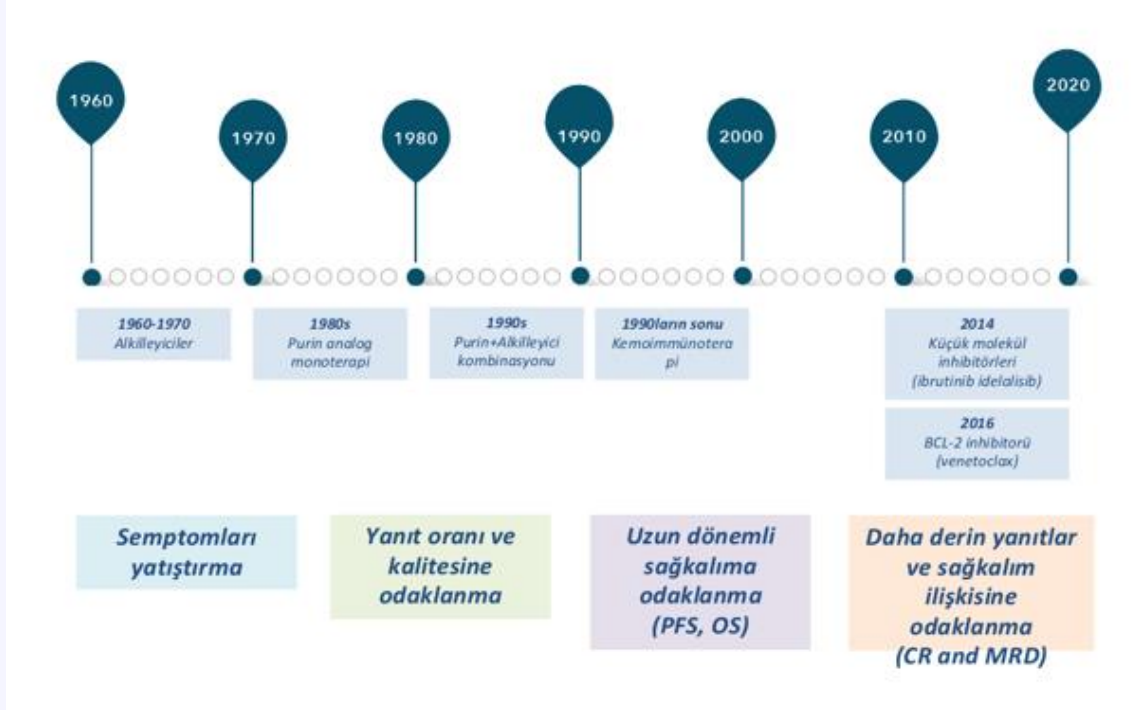 1960
1970
1980
1990
2000
2010
2020
1960-1970
Alkilleyiciler
1980s
Purin analog
monoterapi
1990s
Purin+Alkilleyici
kombinasyonu
1990ların sonu
Kemoimmünotera
pi
2014
Küçük molekül
inhibitörleri
(ibrutinib idelalisib)
2016
BCL-2 inhibitorü
(venetoclax)
Semptomları
yatıştırma
Yanıt oranı ve
kalitesine
odaklanma
Uzun dönemli
sağkalıma
odaklanma
(PFS, OS)
Daha derin yanıtlar
ve sağkalım
ilişkisine
odaklanma
(CR and MRD)